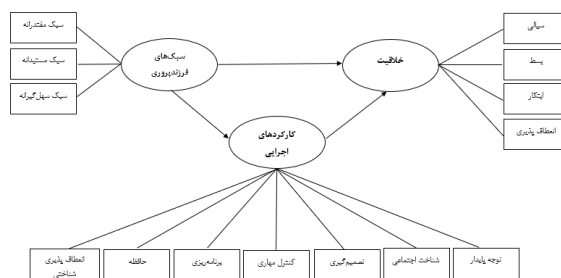 سبک مقتدرانه
سبک مستبدانه
سبک سهل‌گیرانه
سبک‌های
فرزندپروری
خلاقیت
سیالی
بسط
ابتکار
انعطاف پذیری
کارکردهای
اجرایی
توجه پایدار
شناخت اجتماعی
تصمیم‌گیری
کنترل مهاری
برنامه‌ریزی
حافظه
انعطاف پذیری
شناختی